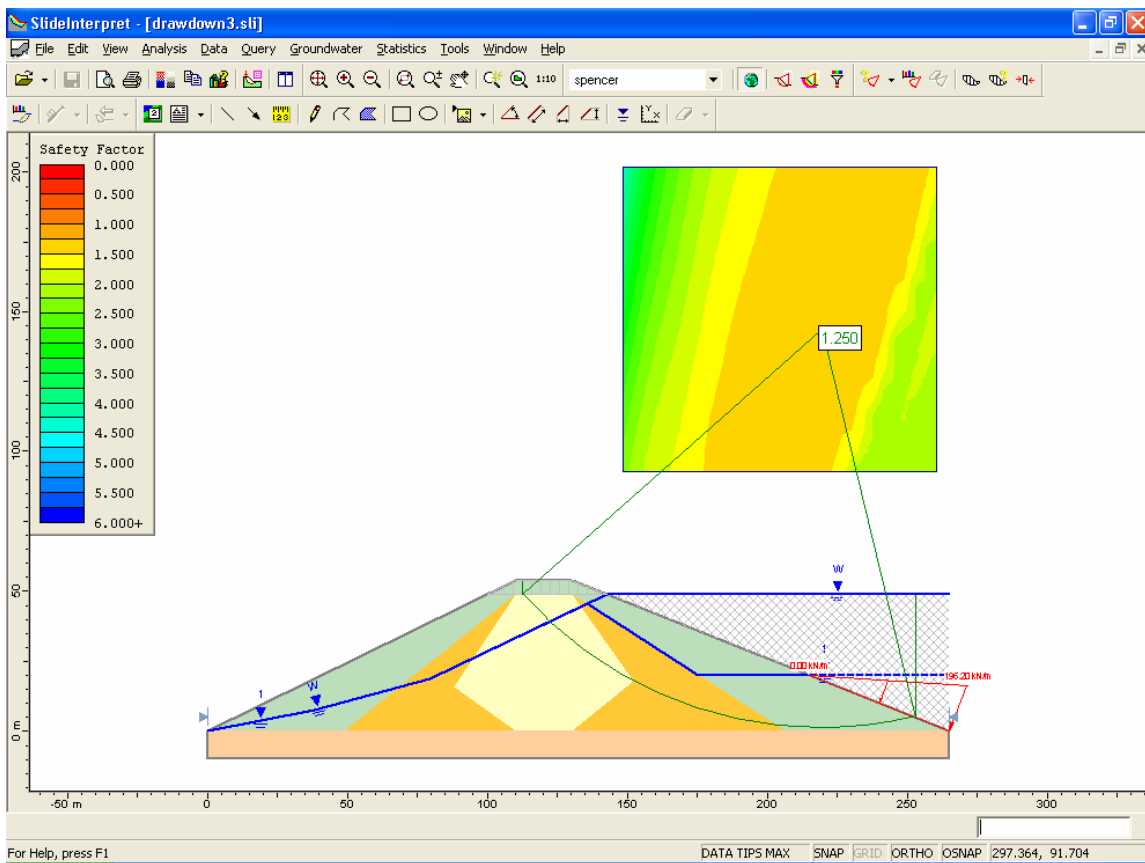 SlideInterpret - [drawdown3.sli]
File Edit View Analysis Data Query Groundwater Statistics Tools Window Help
1:10 spencer
Safety Factor
0.000
0.500
1.000
1.500
2.000
2.500
3.000
3.500
4.000
4.500
5.000
5.500
6.000+
200
150
100
50
0 m
1.250
W
1
0.00 kN/m
196.20 kN/m
1
W
-50 m 0 50 100 150 200 250 300
For Help, press F1 DATA TIPS MAX SNAP GRID ORTHO OSNAP 297.364, 91.704